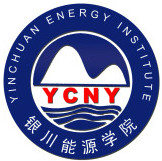 YINCHUAN ENERGY INSTITUTE
YCNY
银川能源学院